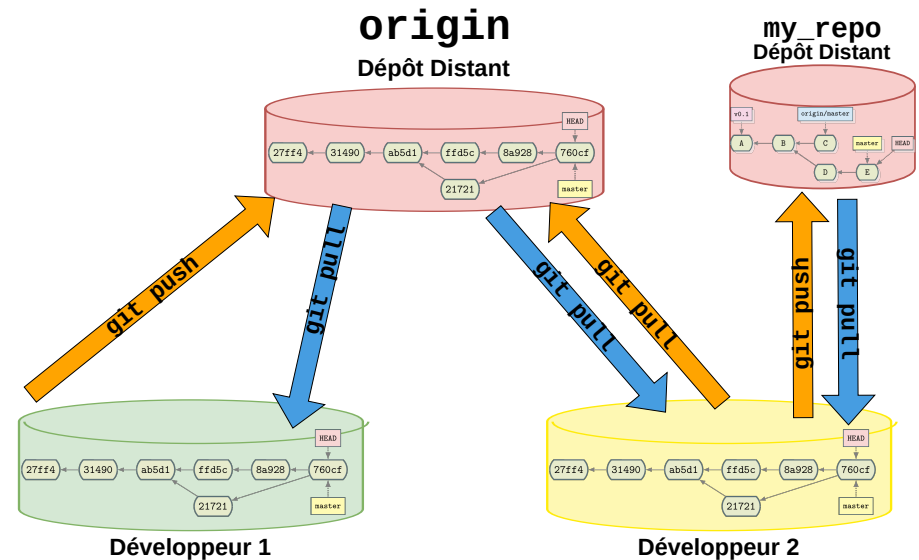 origin
Dépôt Distant
my_repo
Dépôt Distant
HEAD
27ff4 31490 ab5d1 ffd5c 8a928 760cf
21721
master
v0.1 origin/master
A B C master HEAD
D E
git push
git pull
git pull
git pull
git push
git pull
HEAD
27ff4 31490 ab5d1 ffd5c 8a928 760cf
21721
master
Développeur 1
HEAD
27ff4 31490 ab5d1 ffd5c 8a928 760cf
21721
master
Développeur 2